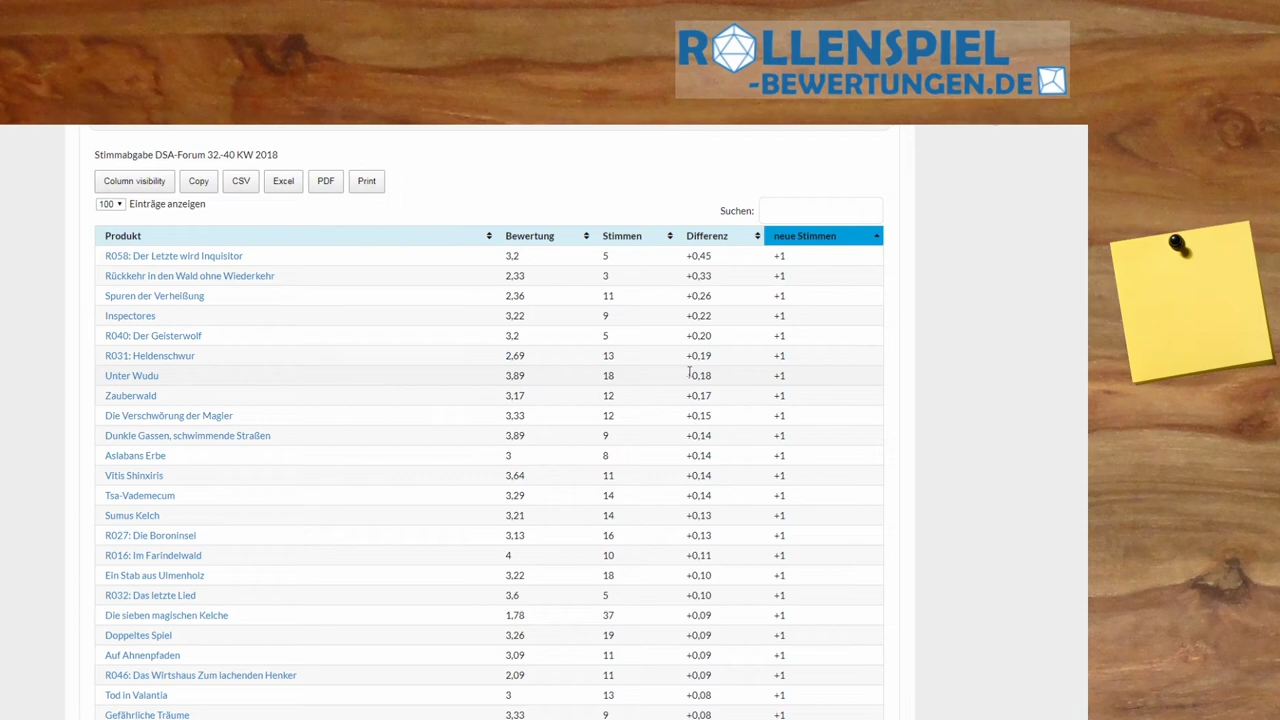 ROLLENSPIEL
-BEWERTUNGEN.DE
Stimmabgabe DSA-Forum 32.-40 KW 2018
Column visibility Copy CSV Excel PDF Print
100 Einträge anzeigen
Suchen:
Produkt Bewertung Stimmen Differenz neue Stimmen
R058: Der Letzte wird Inquisitor 3,2 5 +0,45 +1
Rückkehr in den Wald ohne Wiederkehr 2,33 3 +0,33 +1
Spuren der Verheißung 2,36 11 +0,26 +1
Inspectores 3,22 9 +0,22 +1
R040: Der Geisterwolf 3,2 5 +0,20 +1
R031: Heldenschwur 2,69 13 +0,19 +1
Unter Wudu 3,89 18 +0,18 +1
Zauberwald 3,17 12 +0,17 +1
Die Verschwörung der Magier 3,33 12 +0,15 +1
Dunkle Gassen, schwimmende Straßen 3,89 9 +0,14 +1
Aslabans Erbe 3 8 +0,14 +1
Vitis Shinxiris 3,64 11 +0,14 +1
Tsa-Vademecum 3,29 14 +0,14 +1
Sumus Kelch 3,21 14 +0,13 +1
R027: Die Boroninsel 3,13 16 +0,13 +1
R016: Im Farindelwald 4 10 +0,11 +1
Ein Stab aus Ulmenholz 3,22 18 +0,10 +1
R032: Das letzte Lied 3,6 5 +0,10 +1
Die sieben magischen Kelche 1,78 37 +0,09 +1
Doppeltes Spiel 3,26 19 +0,09 +1
Auf Ahnenpfaden 3,09 11 +0,09 +1
R046: Das Wirtshaus Zum lachenden Henker 2,09 11 +0,09 +1
Tod in Valantia 3 13 +0,08 +1
Gefährliche Träume 3,33 9 +0,08 +1